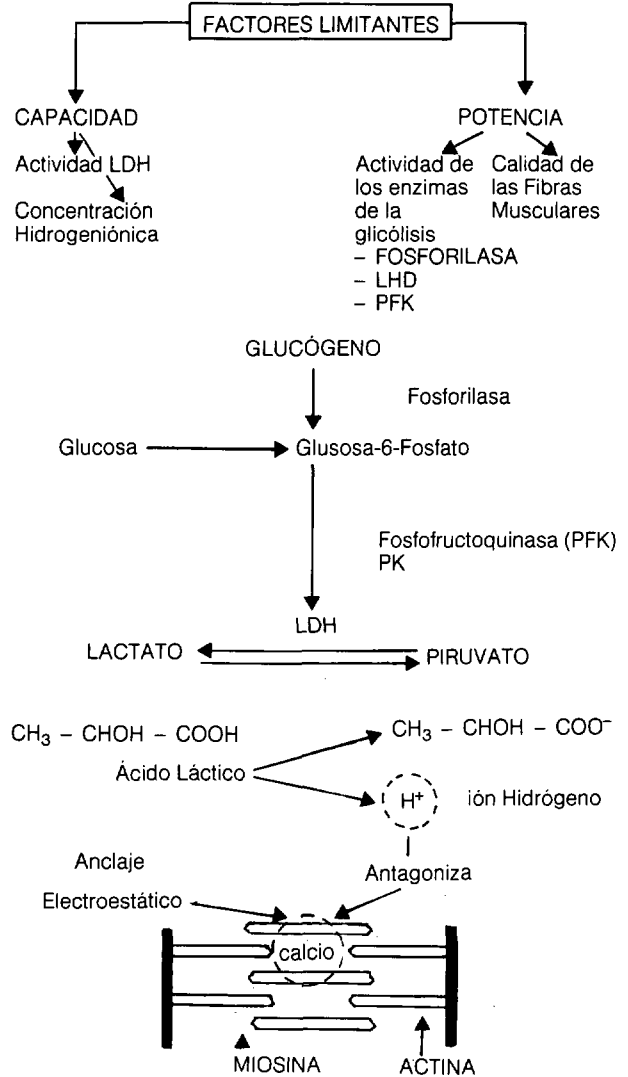 FACTORES LIMITANTES
CAPACIDAD
Actividad LDH
Concentración
Hidrogeniónica
POTENCIA
Actividad de
los enzimas
de la
glicólisis
– FOSFORILASA
– LHD
– PFK
Calidad de
las Fibras
Musculares
GLUCÓGENO
Fosforilasa
Glucosa
Glusosa-6-Fosfato
Fosfofructoquinasa (PFK)
PK
LDH
LACTATO
PIRUVATO
CH₃ – CHOH – COOH
CH₃ – CHOH – COO⁻
Ácido Láctico
H⁺
ión Hidrógeno
Anclaje
Electroestático
Antagoniza
calcio
MIOSINA
ACTINA